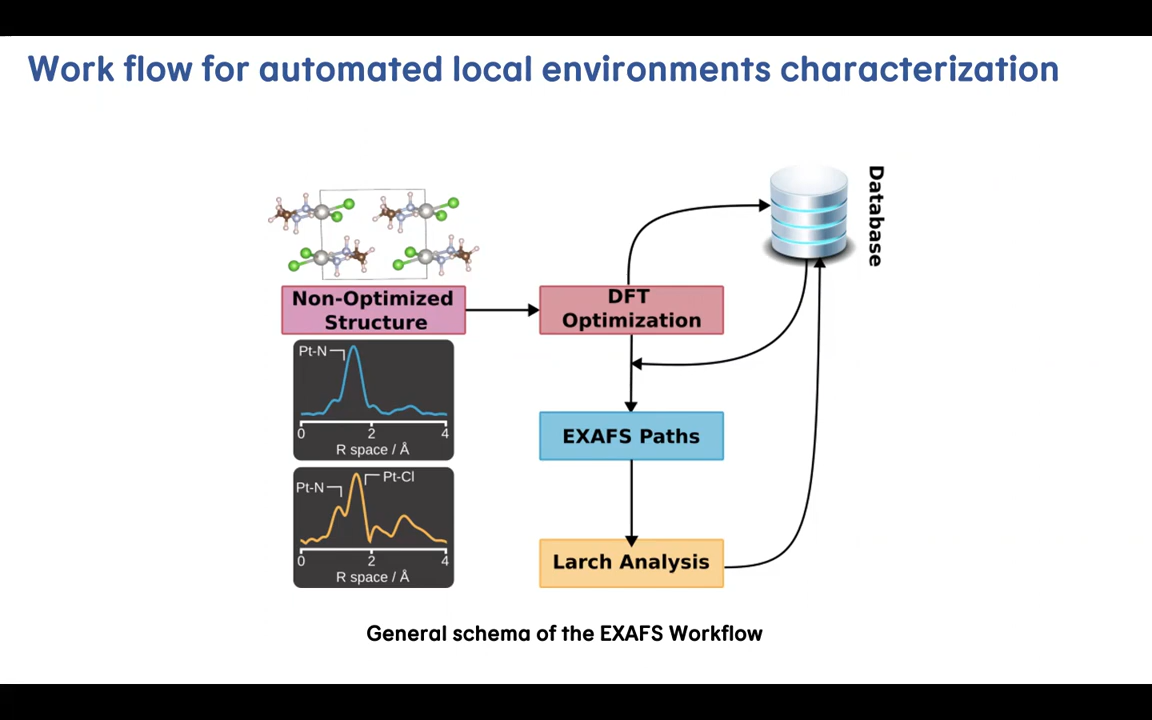 Work flow for automated local environments characterization
Database
Non-Optimized
Structure
DFT
Optimization
Pt-N
0
2
4
R space / Å
EXAFS Paths
Pt-N
Pt-Cl
0
2
4
R space / Å
Larch Analysis
General schema of the EXAFS Workflow